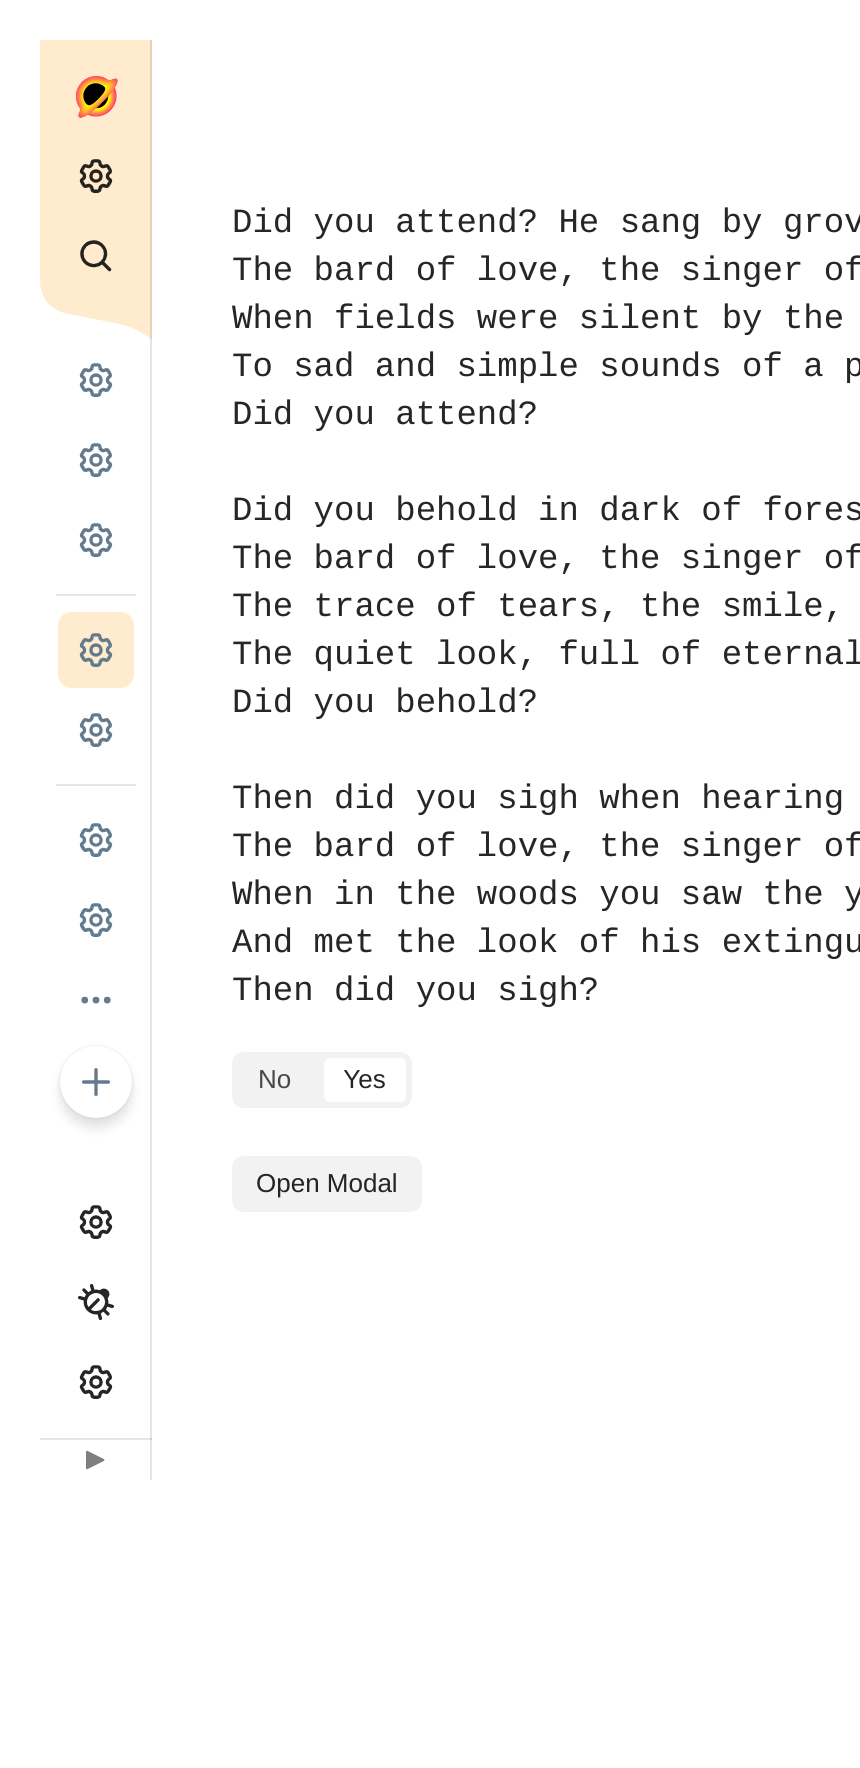 Did you attend? He sang by grov
The bard of love, the singer of
When fields were silent by the
To sad and simple sounds of a p
Did you attend?
Did you behold in dark of fores
The bard of love, the singer of
The trace of tears, the smile,
The quiet look, full of eternal
Did you behold?
Then did you sigh when hearing
The bard of love, the singer of
When in the woods you saw the y
And met the look of his extingu
Then did you sigh?
No Yes
Open Modal